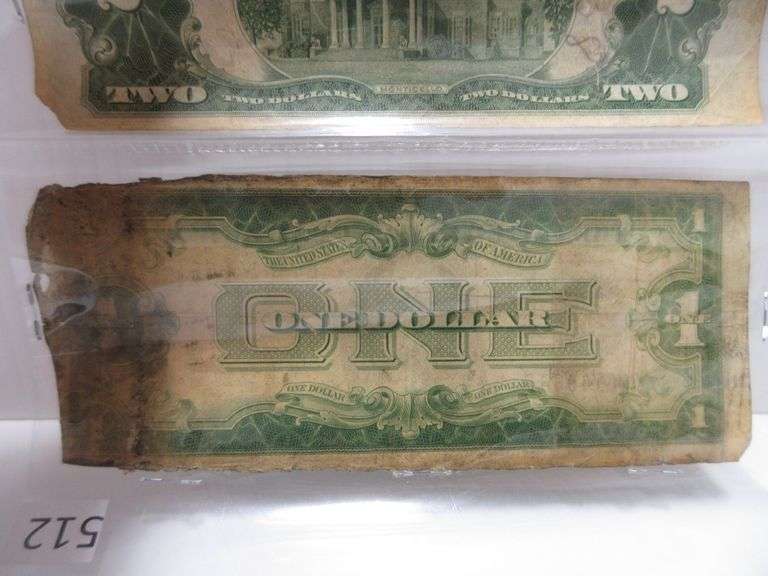 TWO TWO DOLLARS MONTICELLO TWO DOLLARS TWO
1
THE UNITED STATES OF AMERICA
ONE
ONE DOLLAR
1
ONE
ONE DOLLAR ONE DOLLAR
1
512